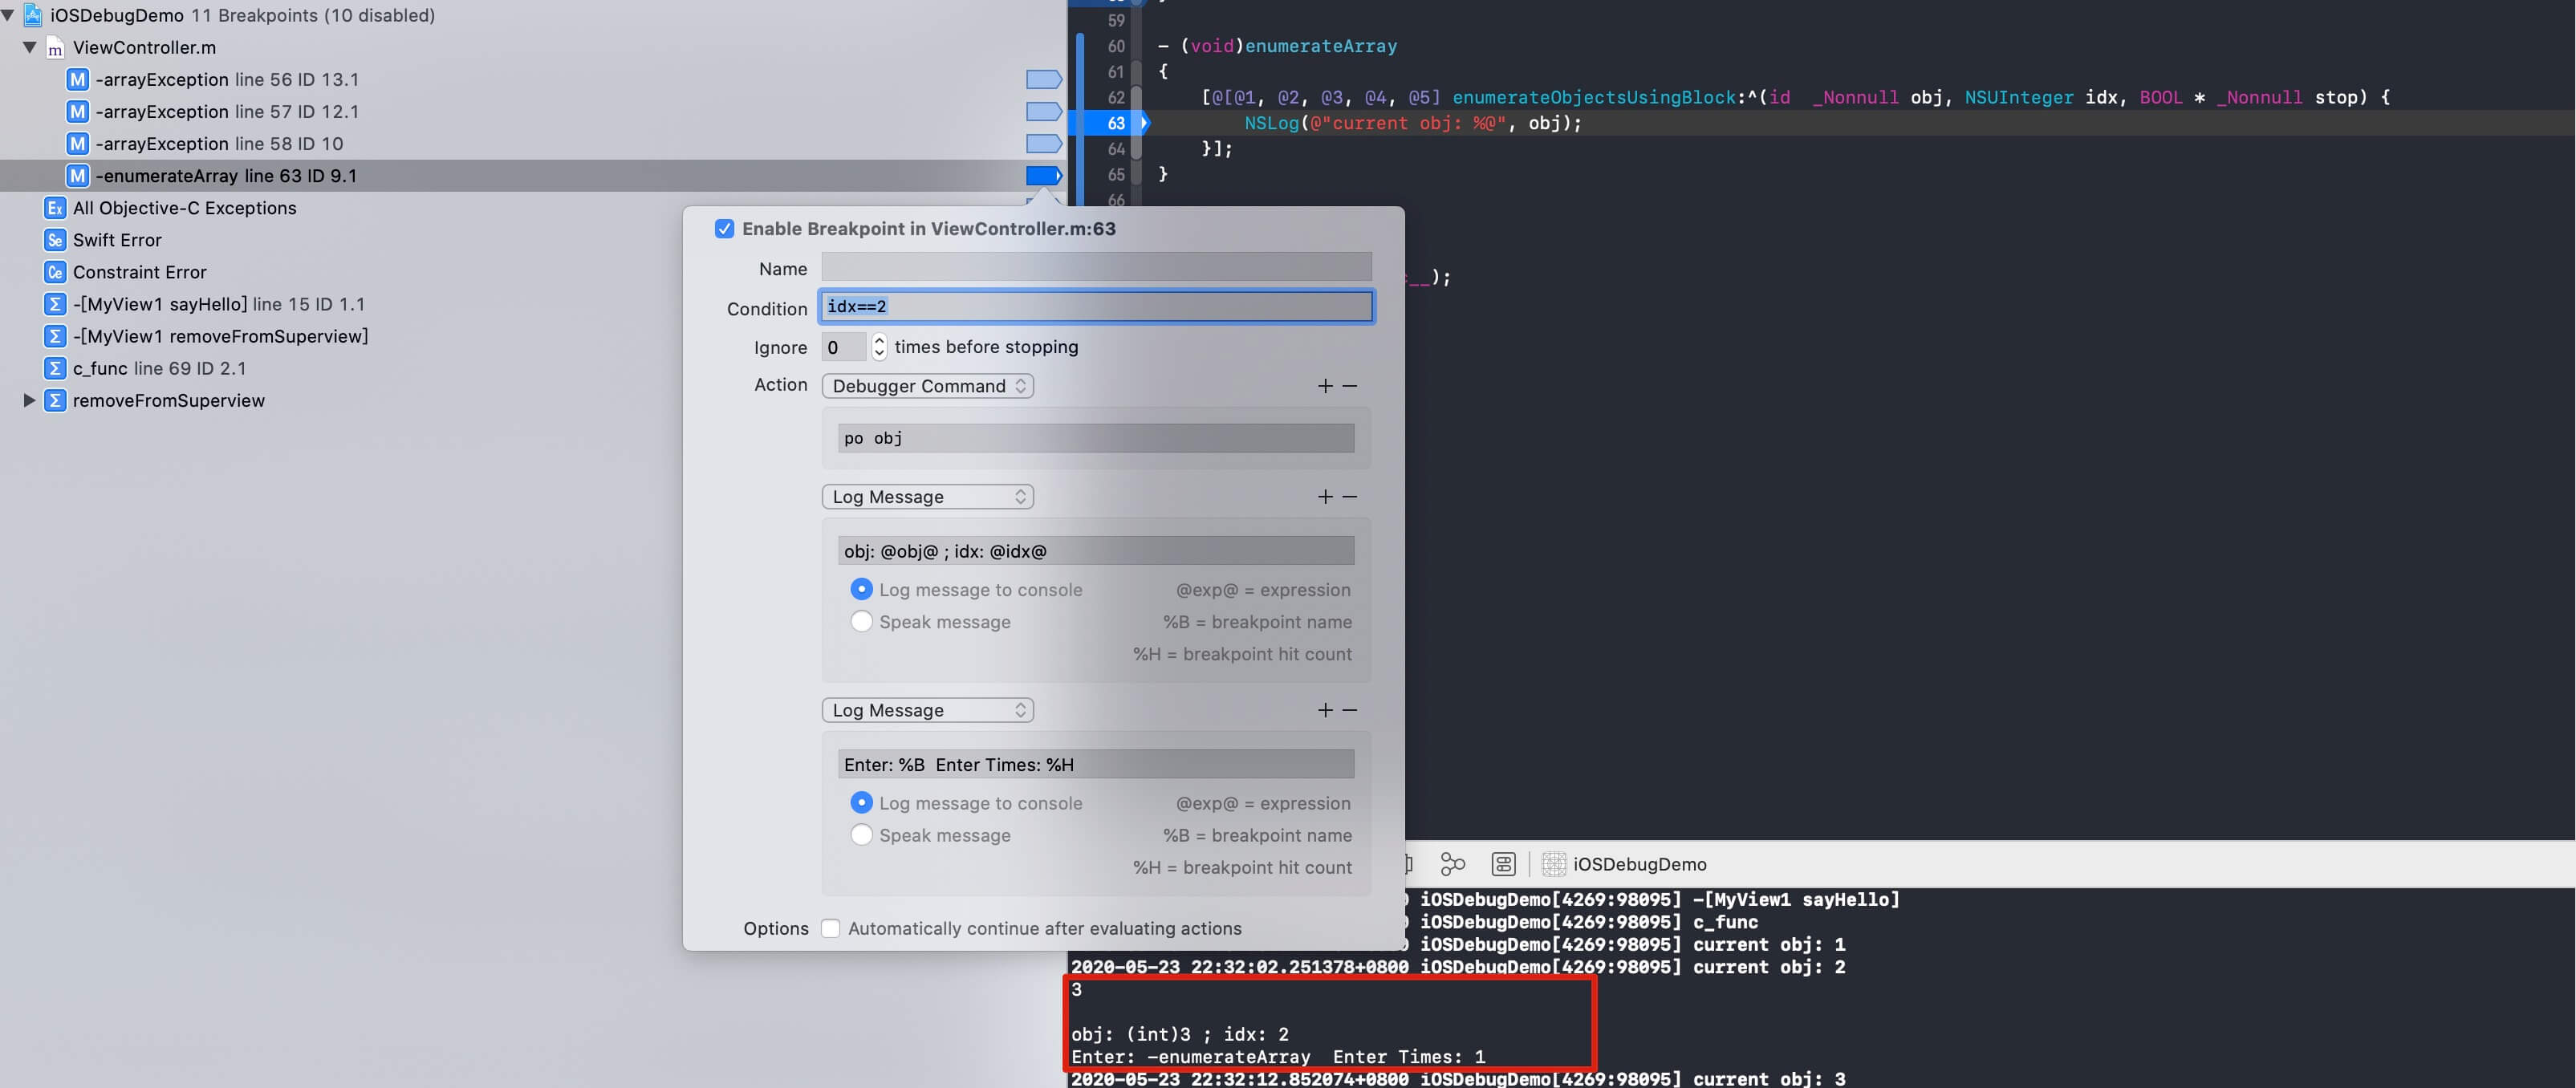 iOSDebugDemo 11 Breakpoints (10 disabled)
m ViewController.m
M -arrayException line 56 ID 13.1
M -arrayException line 57 ID 12.1
M -arrayException line 58 ID 10
M -enumerateArray line 63 ID 9.1
Ex All Objective-C Exceptions
Se Swift Error
Ce Constraint Error
Σ -[MyView1 sayHello] line 15 ID 1.1
Σ -[MyView1 removeFromSuperview]
Σ c_func line 69 ID 2.1
Σ removeFromSuperview
Enable Breakpoint in ViewController.m:63
Name
Condition idx==2
Ignore 0 times before stopping
Action Debugger Command + −
po obj
Log Message + −
obj: @obj@ ; idx: @idx@
Log message to console @exp@ = expression
Speak message %B = breakpoint name
%H = breakpoint hit count
Log Message + −
Enter: %B  Enter Times: %H
Log message to console @exp@ = expression
Speak message %B = breakpoint name
%H = breakpoint hit count
Options Automatically continue after evaluating actions
59
60 - (void)enumerateArray
61 {
62 [@[@1, @2, @3, @4, @5] enumerateObjectsUsingBlock:^(id  _Nonnull obj, NSUInteger idx, BOOL * _Nonnull stop) {
63 NSLog(@"current obj: %@", obj);
64 }];
65 }
66
__);
iOSDebugDemo
iOSDebugDemo[4269:98095] -[MyView1 sayHello]
iOSDebugDemo[4269:98095] c_func
iOSDebugDemo[4269:98095] current obj: 1
2020-05-23 22:32:02.251378+0800 iOSDebugDemo[4269:98095] current obj: 2
3
obj: (int)3 ; idx: 2
Enter: -enumerateArray  Enter Times: 1
2020-05-23 22:32:12.852074+0800 iOSDebugDemo[4269:98095] current obj: 3